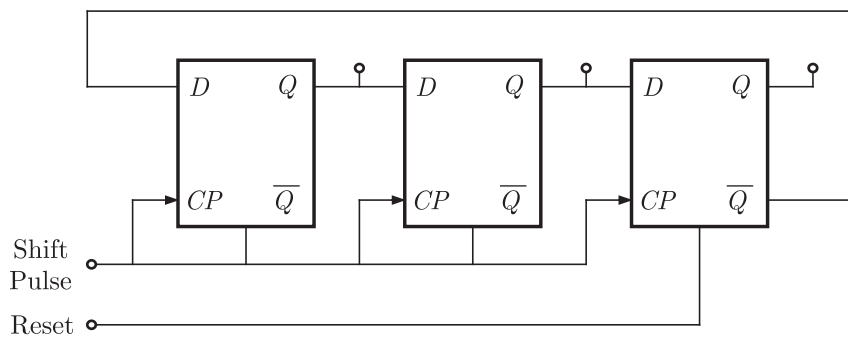 D Q D Q D Q
CP Q̅ CP Q̅ CP Q̅
Shift
Pulse
Reset